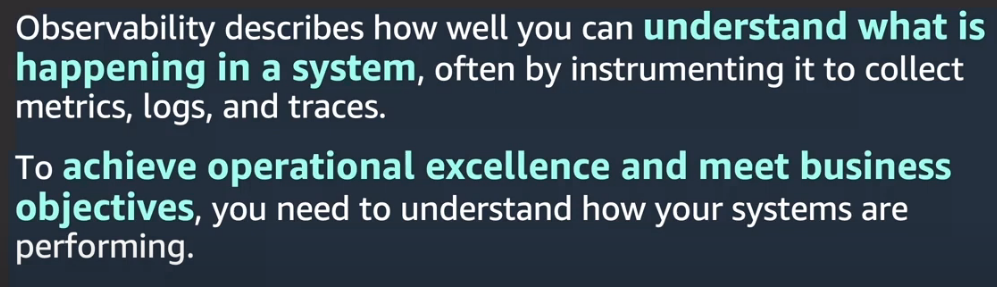 Observability describes how well you can understand what is
happening in a system, often by instrumenting it to collect
metrics, logs, and traces.
To achieve operational excellence and meet business
objectives, you need to understand how your systems are
performing.